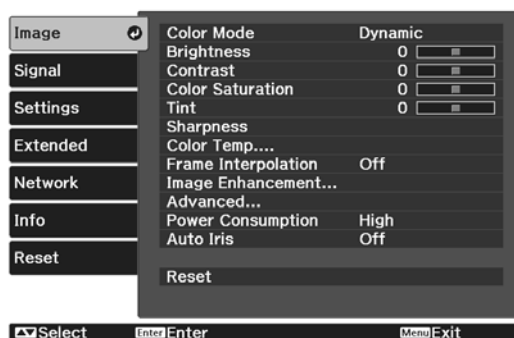 Image
Signal
Settings
Extended
Network
Info
Reset
Color Mode Dynamic
Brightness 0
Contrast 0
Color Saturation 0
Tint 0
Sharpness
Color Temp....
Frame Interpolation Off
Image Enhancement...
Advanced...
Power Consumption High
Auto Iris Off
Reset
Select Enter Enter Menu Exit